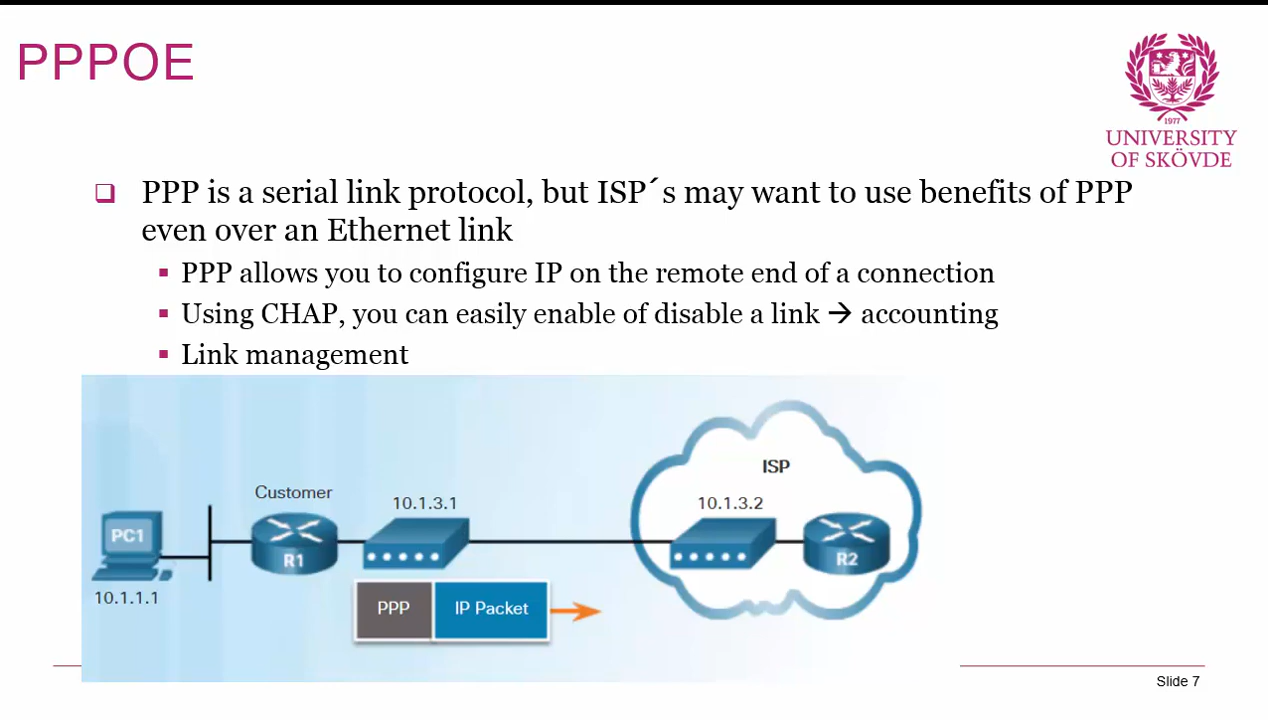 PPPOE
1977
UNIVERSITY
OF SKÖVDE
PPP is a serial link protocol, but ISP´s may want to use benefits of PPP
even over an Ethernet link
PPP allows you to configure IP on the remote end of a connection
Using CHAP, you can easily enable of disable a link → accounting
Link management
ISP
Customer
10.1.3.1
10.1.3.2
PC1
R1
R2
10.1.1.1
PPP
IP Packet
Slide 7